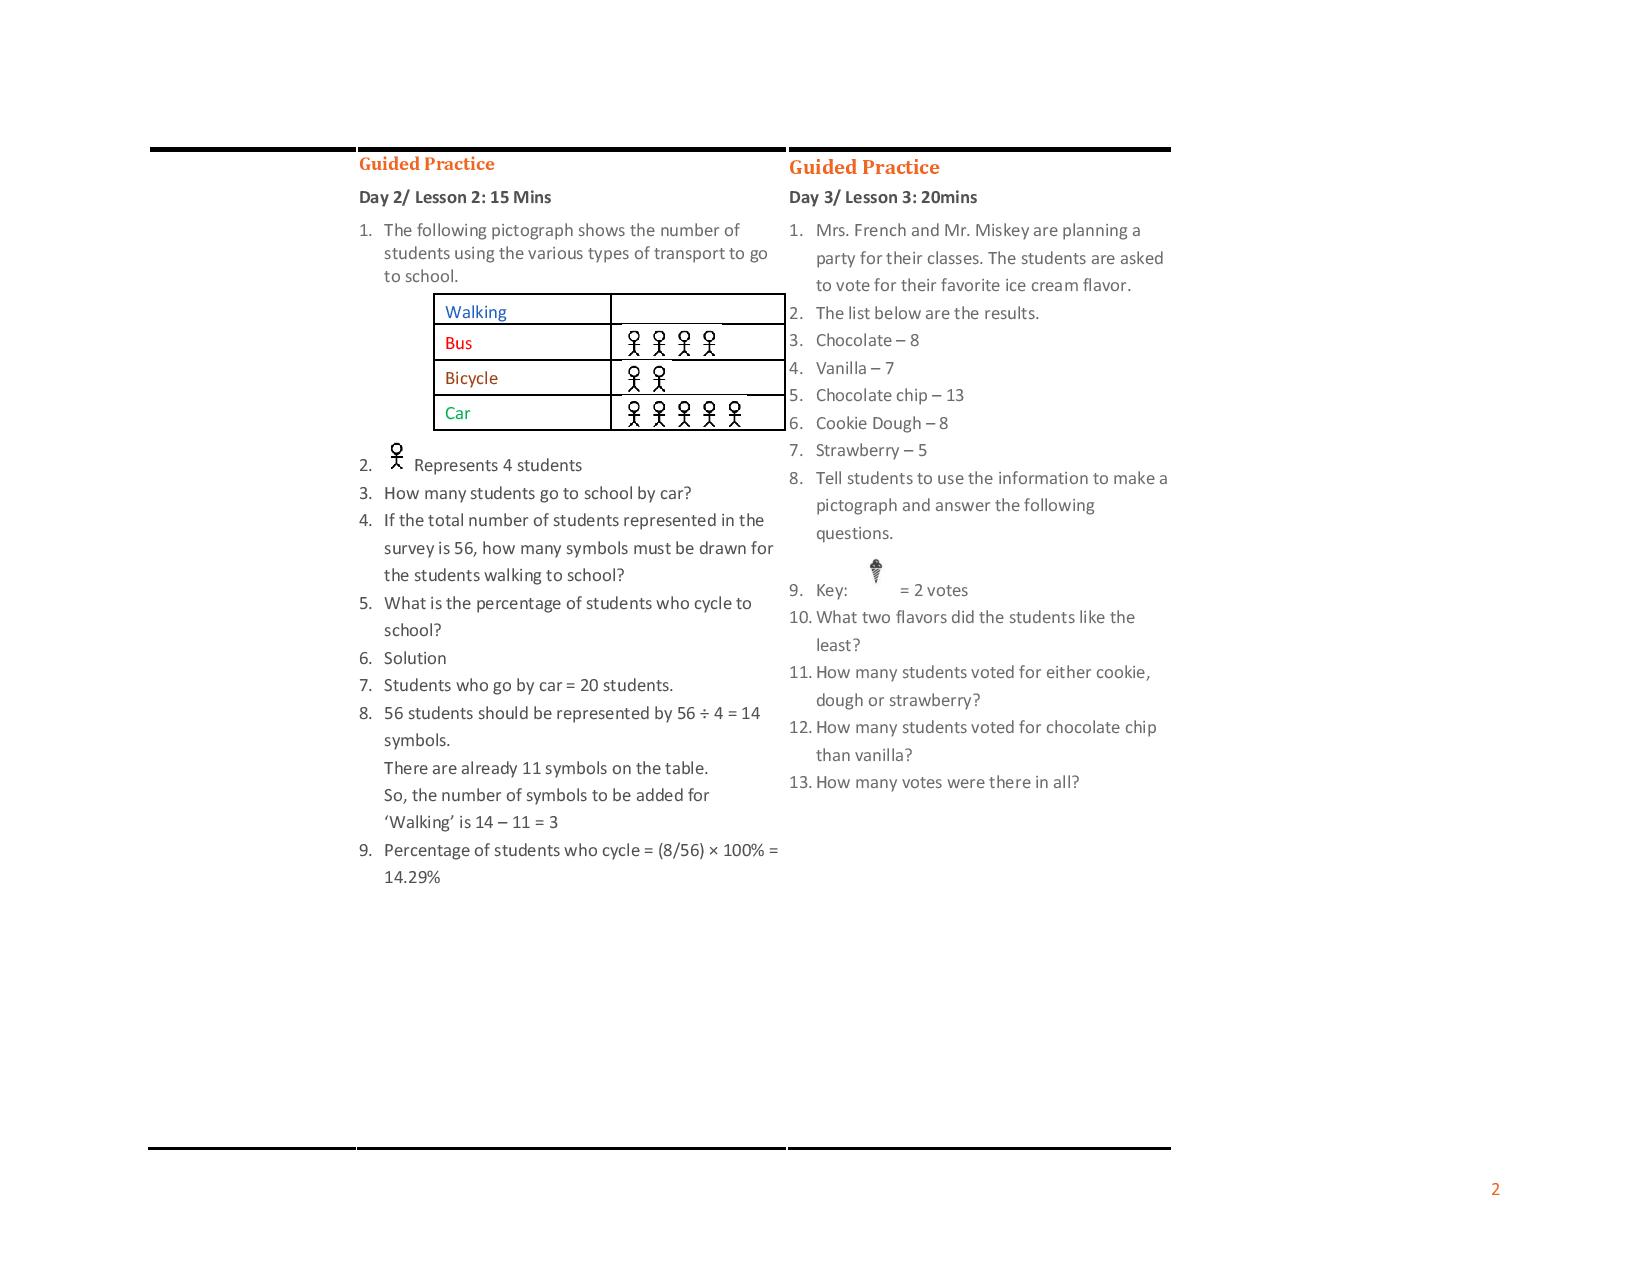 Guided Practice
Day 2/ Lesson 2: 15 Mins
1. The following pictograph shows the number of
students using the various types of transport to go
to school.
Walking
Bus
Bicycle
Car
2. Represents 4 students
3. How many students go to school by car?
4. If the total number of students represented in the
survey is 56, how many symbols must be drawn for
the students walking to school?
5. What is the percentage of students who cycle to
school?
6. Solution
7. Students who go by car = 20 students.
8. 56 students should be represented by 56 ÷ 4 = 14
symbols.
There are already 11 symbols on the table.
So, the number of symbols to be added for
‘Walking’ is 14 – 11 = 3
9. Percentage of students who cycle = (8/56) × 100% =
14.29%
Guided Practice
Day 3/ Lesson 3: 20mins
1. Mrs. French and Mr. Miskey are planning a
party for their classes. The students are asked
to vote for their favorite ice cream flavor.
2. The list below are the results.
3. Chocolate – 8
4. Vanilla – 7
5. Chocolate chip – 13
6. Cookie Dough – 8
7. Strawberry – 5
8. Tell students to use the information to make a
pictograph and answer the following
questions.
9. Key: = 2 votes
10. What two flavors did the students like the
least?
11. How many students voted for either cookie,
dough or strawberry?
12. How many students voted for chocolate chip
than vanilla?
13. How many votes were there in all?
2